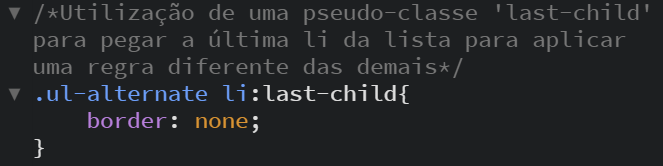 /*Utilização de uma pseudo-classe 'last-child'
para pegar a última li da lista para aplicar
uma regra diferente das demais*/
.ul-alternate li:last-child{
    border: none;
}